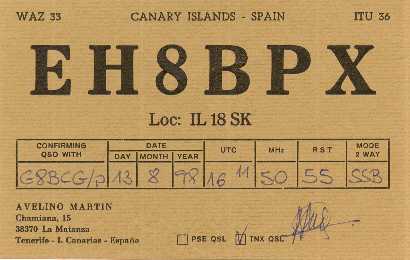 WAZ 33 CANARY ISLANDS - SPAIN ITU 36
EH8BPX
Loc: IL 18 SK
CONFIRMING QSO WITH DATE DAY MONTH YEAR UTC MHz R S T MODE 2 WAY
G8BCG/p 13 8 98 16 11 50 55 SSB
AVELINO MARTIN
Chamiana, 15
38370 La Matanza
Tenerife - I. Canarias - España
PSE QSL TNX QSL